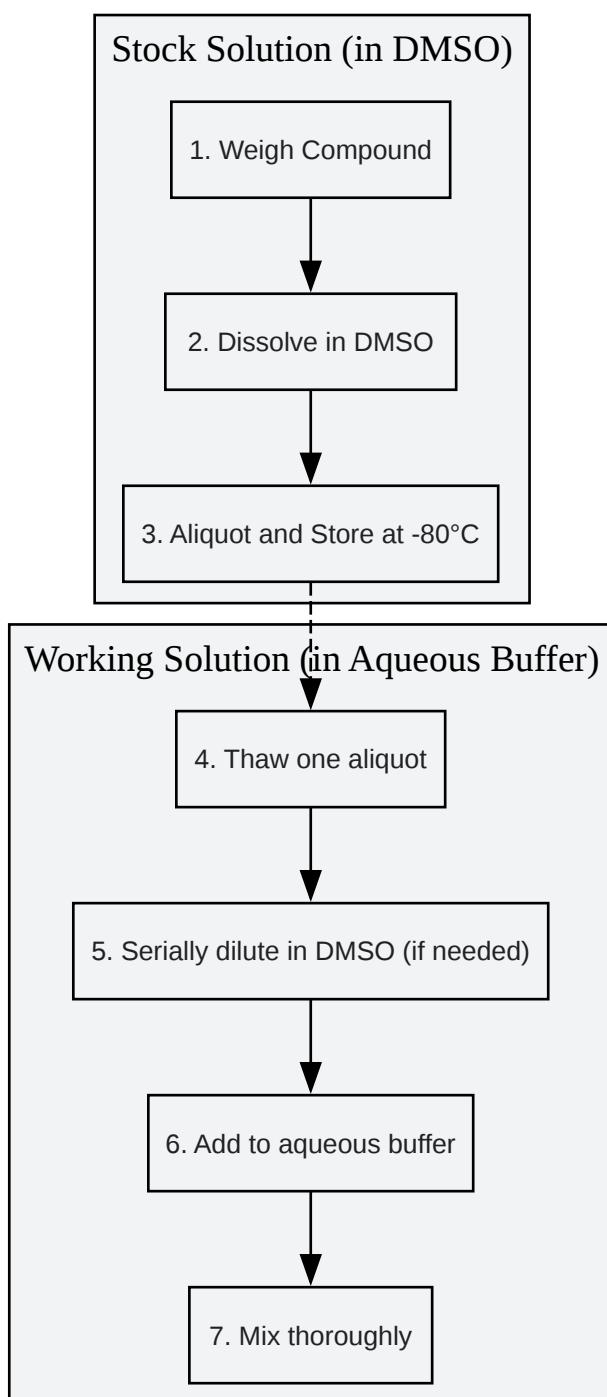 Stock Solution (in DMSO)
1. Weigh Compound
2. Dissolve in DMSO
3. Aliquot and Store at -80°C
Working Solution (in Aqueous Buffer)
4. Thaw one aliquot
5. Serially dilute in DMSO (if needed)
6. Add to aqueous buffer
7. Mix thoroughly